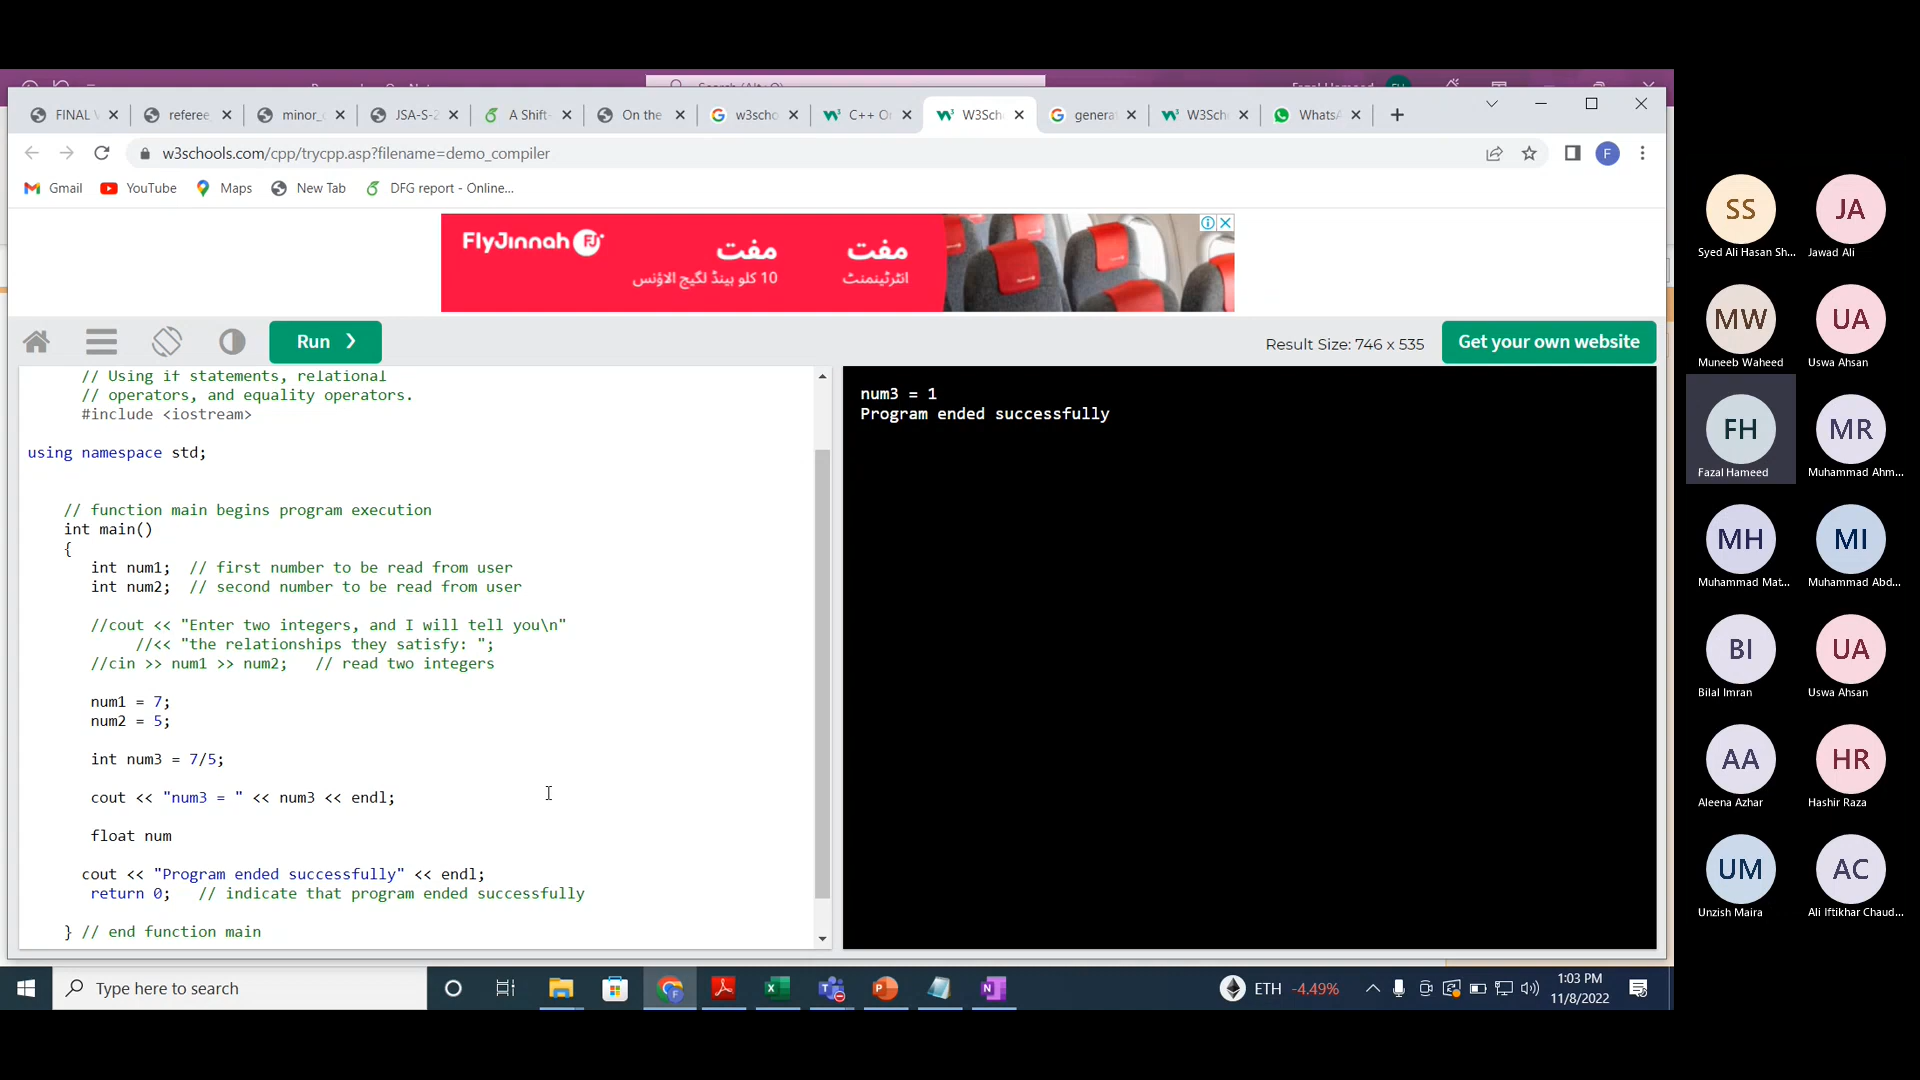 FINAL
referee
minor_
JSA-S-2
A Shift-
On the
w3scho
C++ O
W3Sch
genera
W3Sch
Whats
w3schools.com/cpp/trycpp.asp?filename=demo_compiler
F
Gmail
YouTube
Maps
New Tab
DFG report - Online...
FlyJinnah FJ
مفت
10 کلو ہینڈ لگیج الاؤنس
مفت
انٹرٹینمنٹ
Run ❯
Result Size: 746 x 535
Get your own website
// Using if statements, relational
// operators, and equality operators.
#include <iostream>
using namespace std;
// function main begins program execution
int main()
{
int num1; // first number to be read from user
int num2; // second number to be read from user
//cout << "Enter two integers, and I will tell you\n"
//<< "the relationships they satisfy: ";
//cin >> num1 >> num2; // read two integers
num1 = 7;
num2 = 5;
int num3 = 7/5;
cout << "num3 = " << num3 << endl;
float num
cout << "Program ended successfully" << endl;
return 0; // indicate that program ended successfully
} // end function main
num3 = 1
Program ended successfully
SS
Syed Ali Hasan Sh...
JA
Jawad Ali
MW
Muneeb Waheed
UA
Uswa Ahsan
FH
Fazal Hameed
MR
Muhammad Ahm...
MH
Muhammad Mat...
MI
Muhammad Abd...
BI
Bilal Imran
UA
Uswa Ahsan
AA
Aleena Azhar
HR
Hashir Raza
UM
Unzish Maira
AC
Ali Iftikhar Chaud...
Type here to search
ETH -4.49%
1:03 PM
11/8/2022